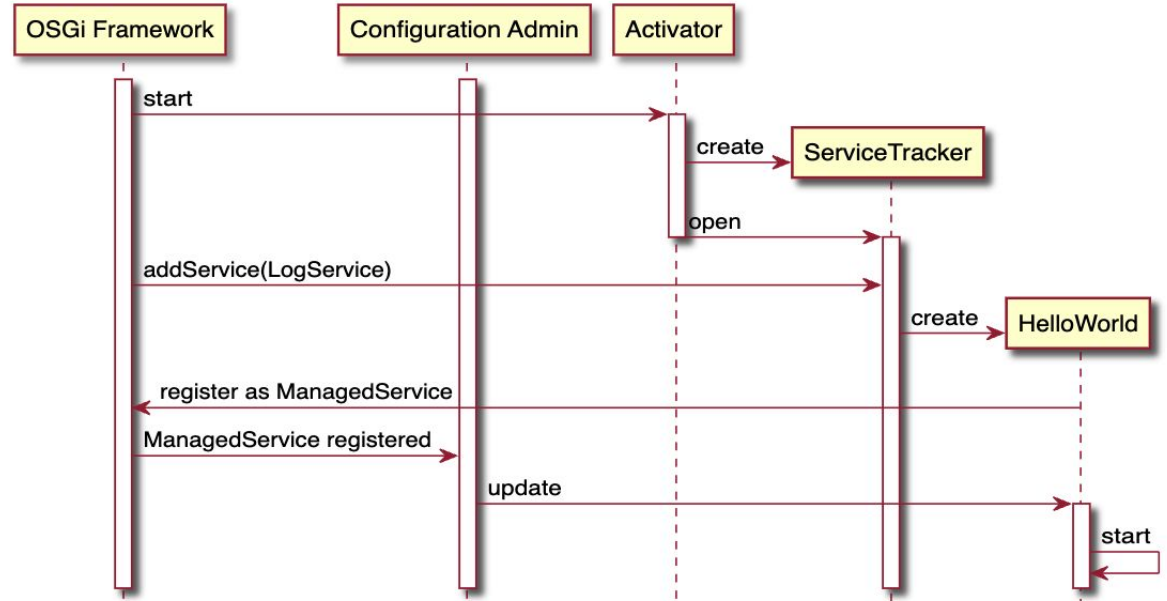 OSGi Framework
Configuration Admin
Activator
start
create
ServiceTracker
open
addService(LogService)
create
HelloWorld
register as ManagedService
ManagedService registered
update
start